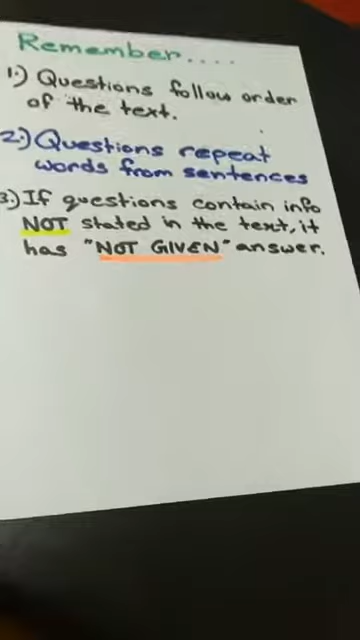 Remember....
1.) Questions follow order
of the text.
2.) Questions repeat
words from sentences
3.) If questions contain info
NOT stated in the text, it
has "NOT GIVEN" answer.